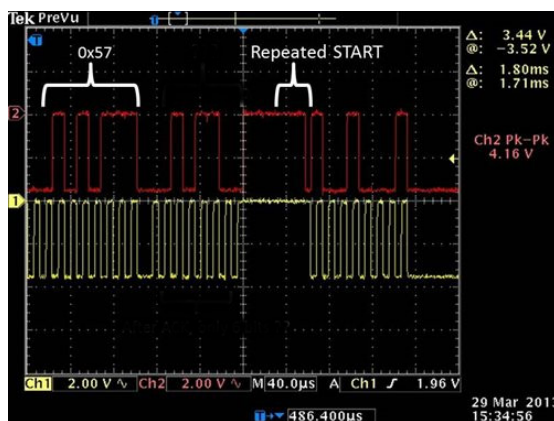 Tek PreVu
T
0x57
Repeated START
Δ: 3.44 V
@: -3.52 V
Δ: 1.80ms
@: 1.71ms
2
Ch2 Pk-Pk
4.16 V
1
Ch1 2.00 V Ch2 2.00 V M 40.0µs A Ch1 1.96 V
29 Mar 2013
15:34:56
T 486.400µs